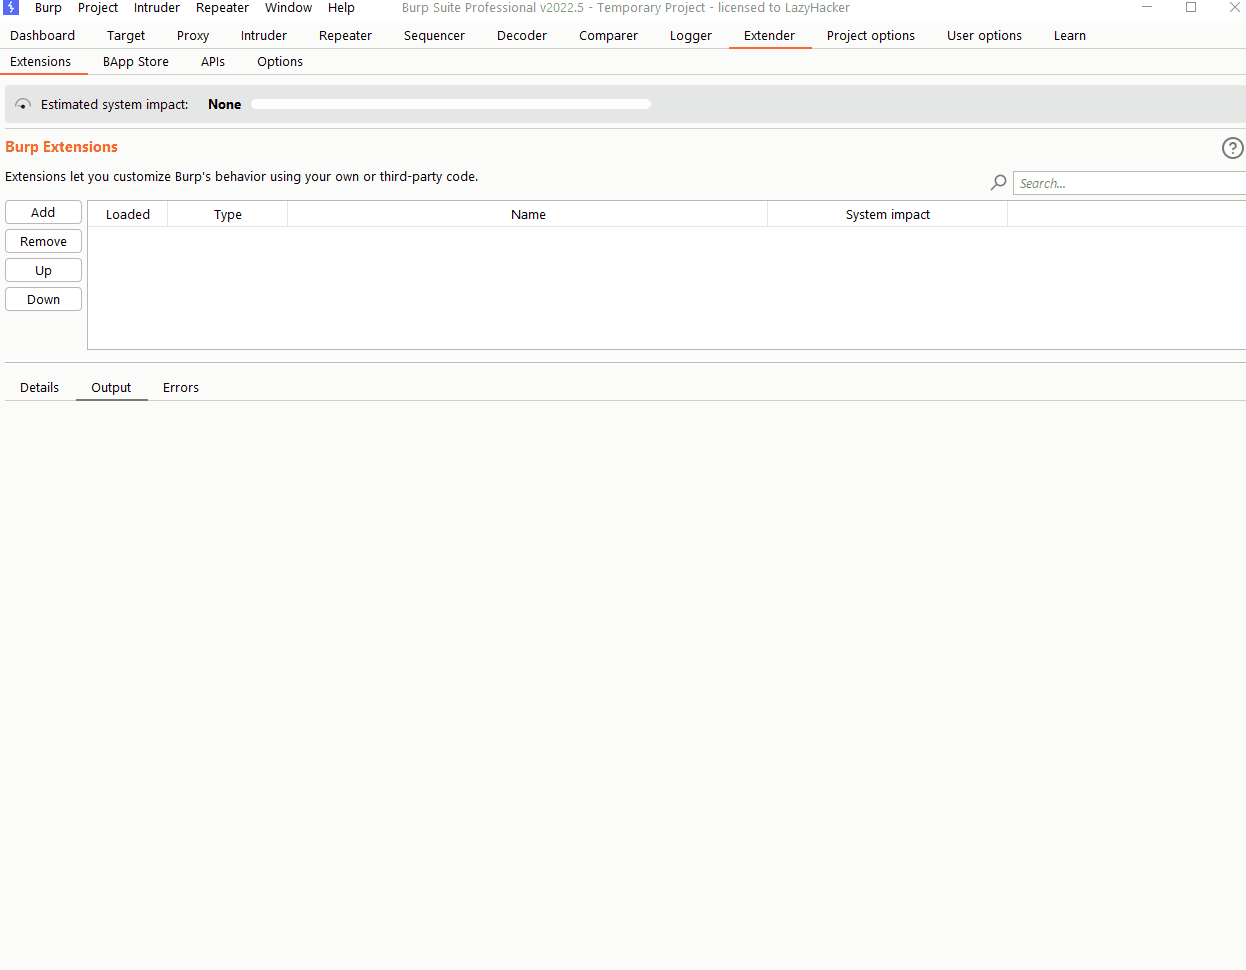 Burp Project Intruder Repeater Window Help Burp Suite Professional v2022.5 - Temporary Project - licensed to LazyHacker
Dashboard Target Proxy Intruder Repeater Sequencer Decoder Comparer Logger Extender Project options User options Learn
Extensions BApp Store APIs Options
Estimated system impact: None
Burp Extensions
?
Extensions let you customize Burp's behavior using your own or third-party code.
Search...
Add
Remove
Up
Down
Loaded Type Name System impact
Details Output Errors